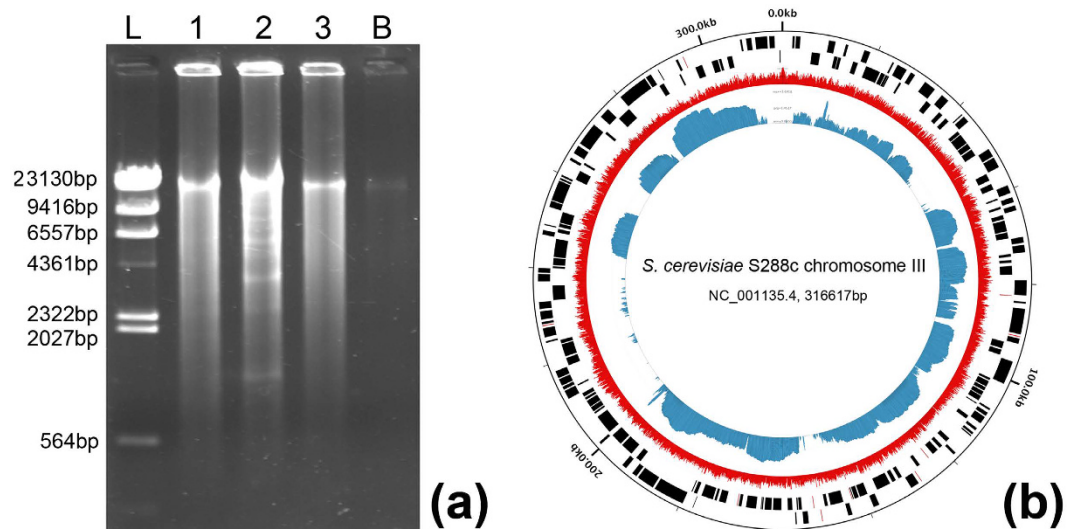 L 1 2 3 B
23130bp
9416bp
6557bp
4361bp
2322bp
2027bp
564bp
(a)
0.0kb
300.0kb
100.0kb
200.0kb
S. cerevisiae S288c chromosome III
NC_001135.4, 316617bp
(b)